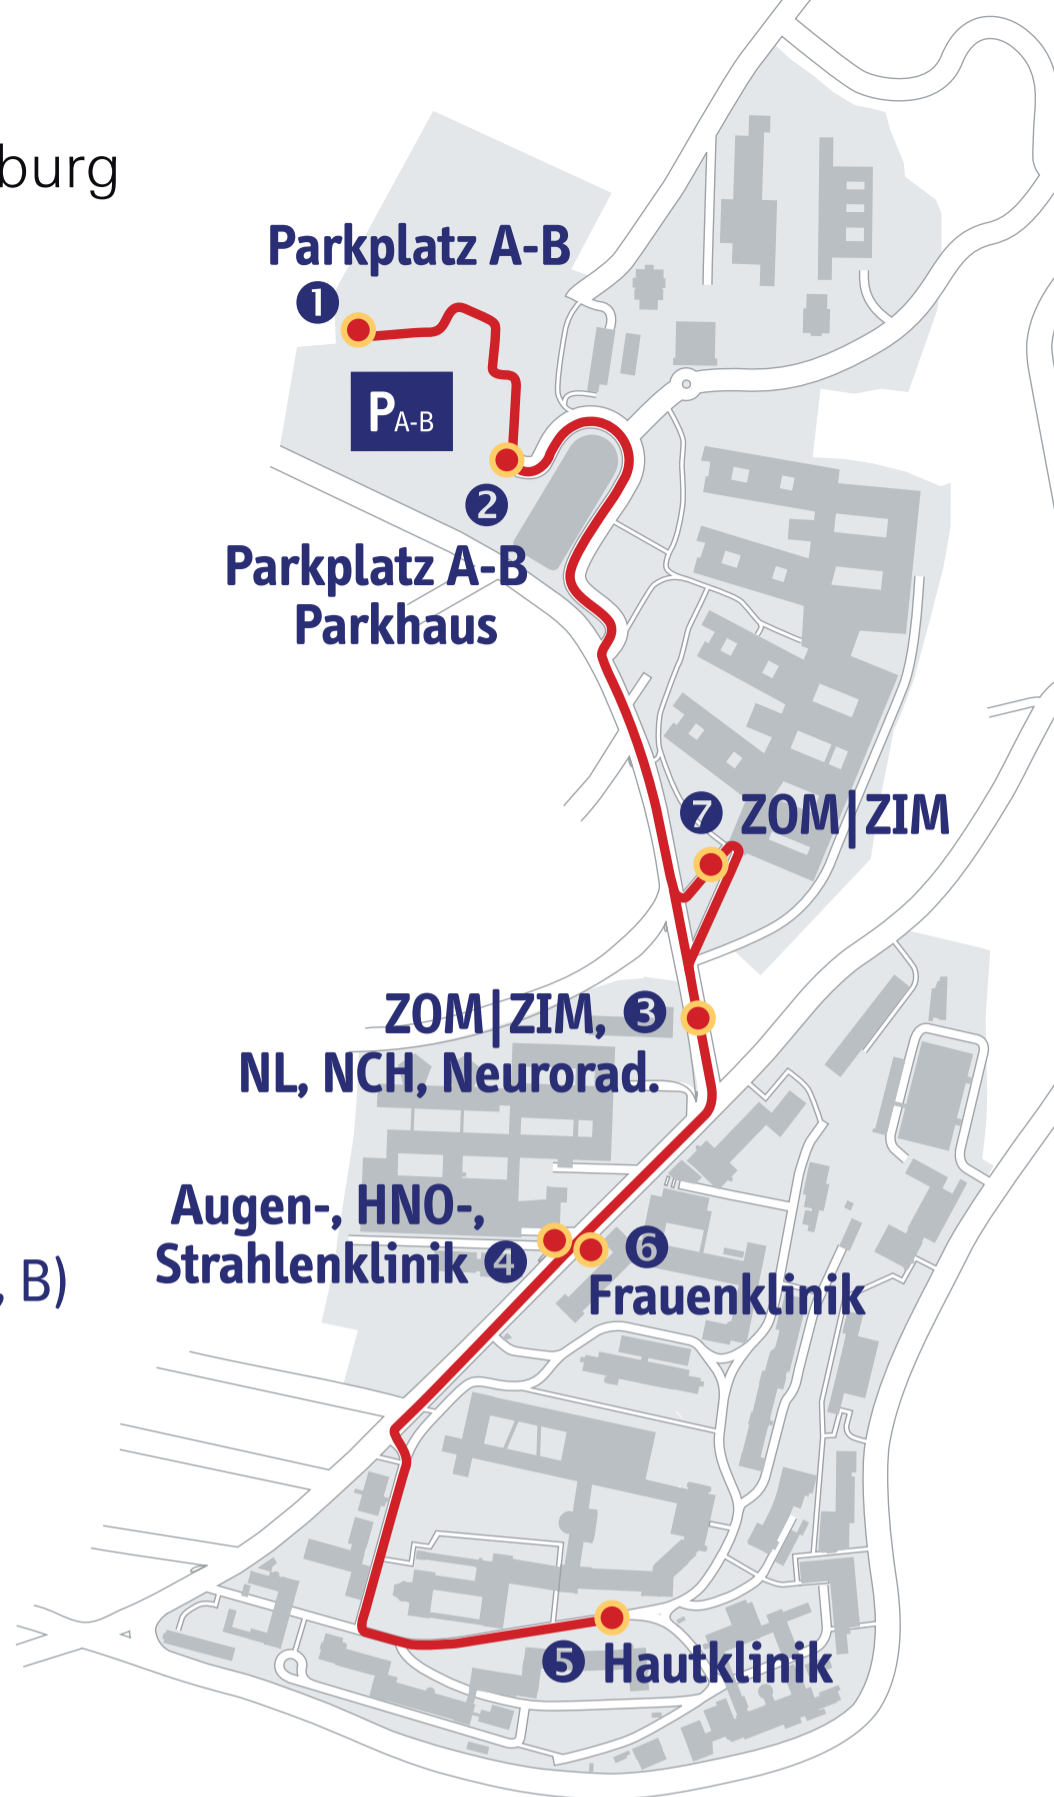 burg
Parkplatz A-B
1
P A-B
2
Parkplatz A-B
Parkhaus
7 ZOM|ZIM
ZOM|ZIM, 3
NL, NCH, Neurorad.
Augen-, HNO-,
Strahlenklinik 4
6
Frauenklinik
, B)
5 Hautklinik